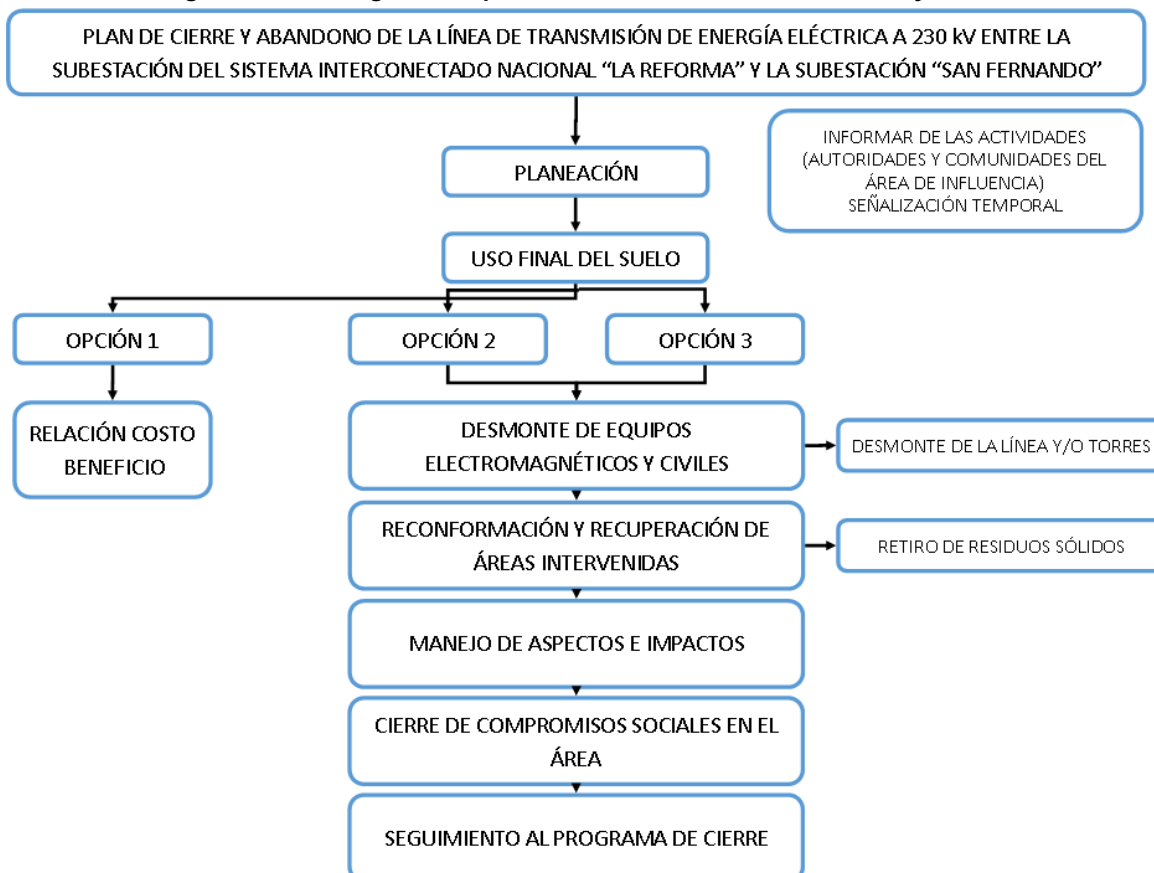 PLAN DE CIERRE Y ABANDONO DE LA LÍNEA DE TRANSMISIÓN DE ENERGÍA ELÉCTRICA A 230 kV ENTRE LA
SUBESTACIÓN DEL SISTEMA INTERCONECTADO NACIONAL “LA REFORMA” Y LA SUBESTACIÓN “SAN FERNANDO”
INFORMAR DE LAS ACTIVIDADES
(AUTORIDADES Y COMUNIDADES DEL
ÁREA DE INFLUENCIA)
SEÑALIZACIÓN TEMPORAL
PLANEACIÓN
USO FINAL DEL SUELO
OPCIÓN 1
OPCIÓN 2
OPCIÓN 3
RELACIÓN COSTO
BENEFICIO
DESMONTE DE EQUIPOS
ELECTROMAGNÉTICOS Y CIVILES
DESMONTE DE LA LÍNEA Y/O TORRES
RECONFORMACIÓN Y RECUPERACIÓN DE
ÁREAS INTERVENIDAS
RETIRO DE RESIDUOS SÓLIDOS
MANEJO DE ASPECTOS E IMPACTOS
CIERRE DE COMPROMISOS SOCIALES EN EL
ÁREA
SEGUIMIENTO AL PROGRAMA DE CIERRE